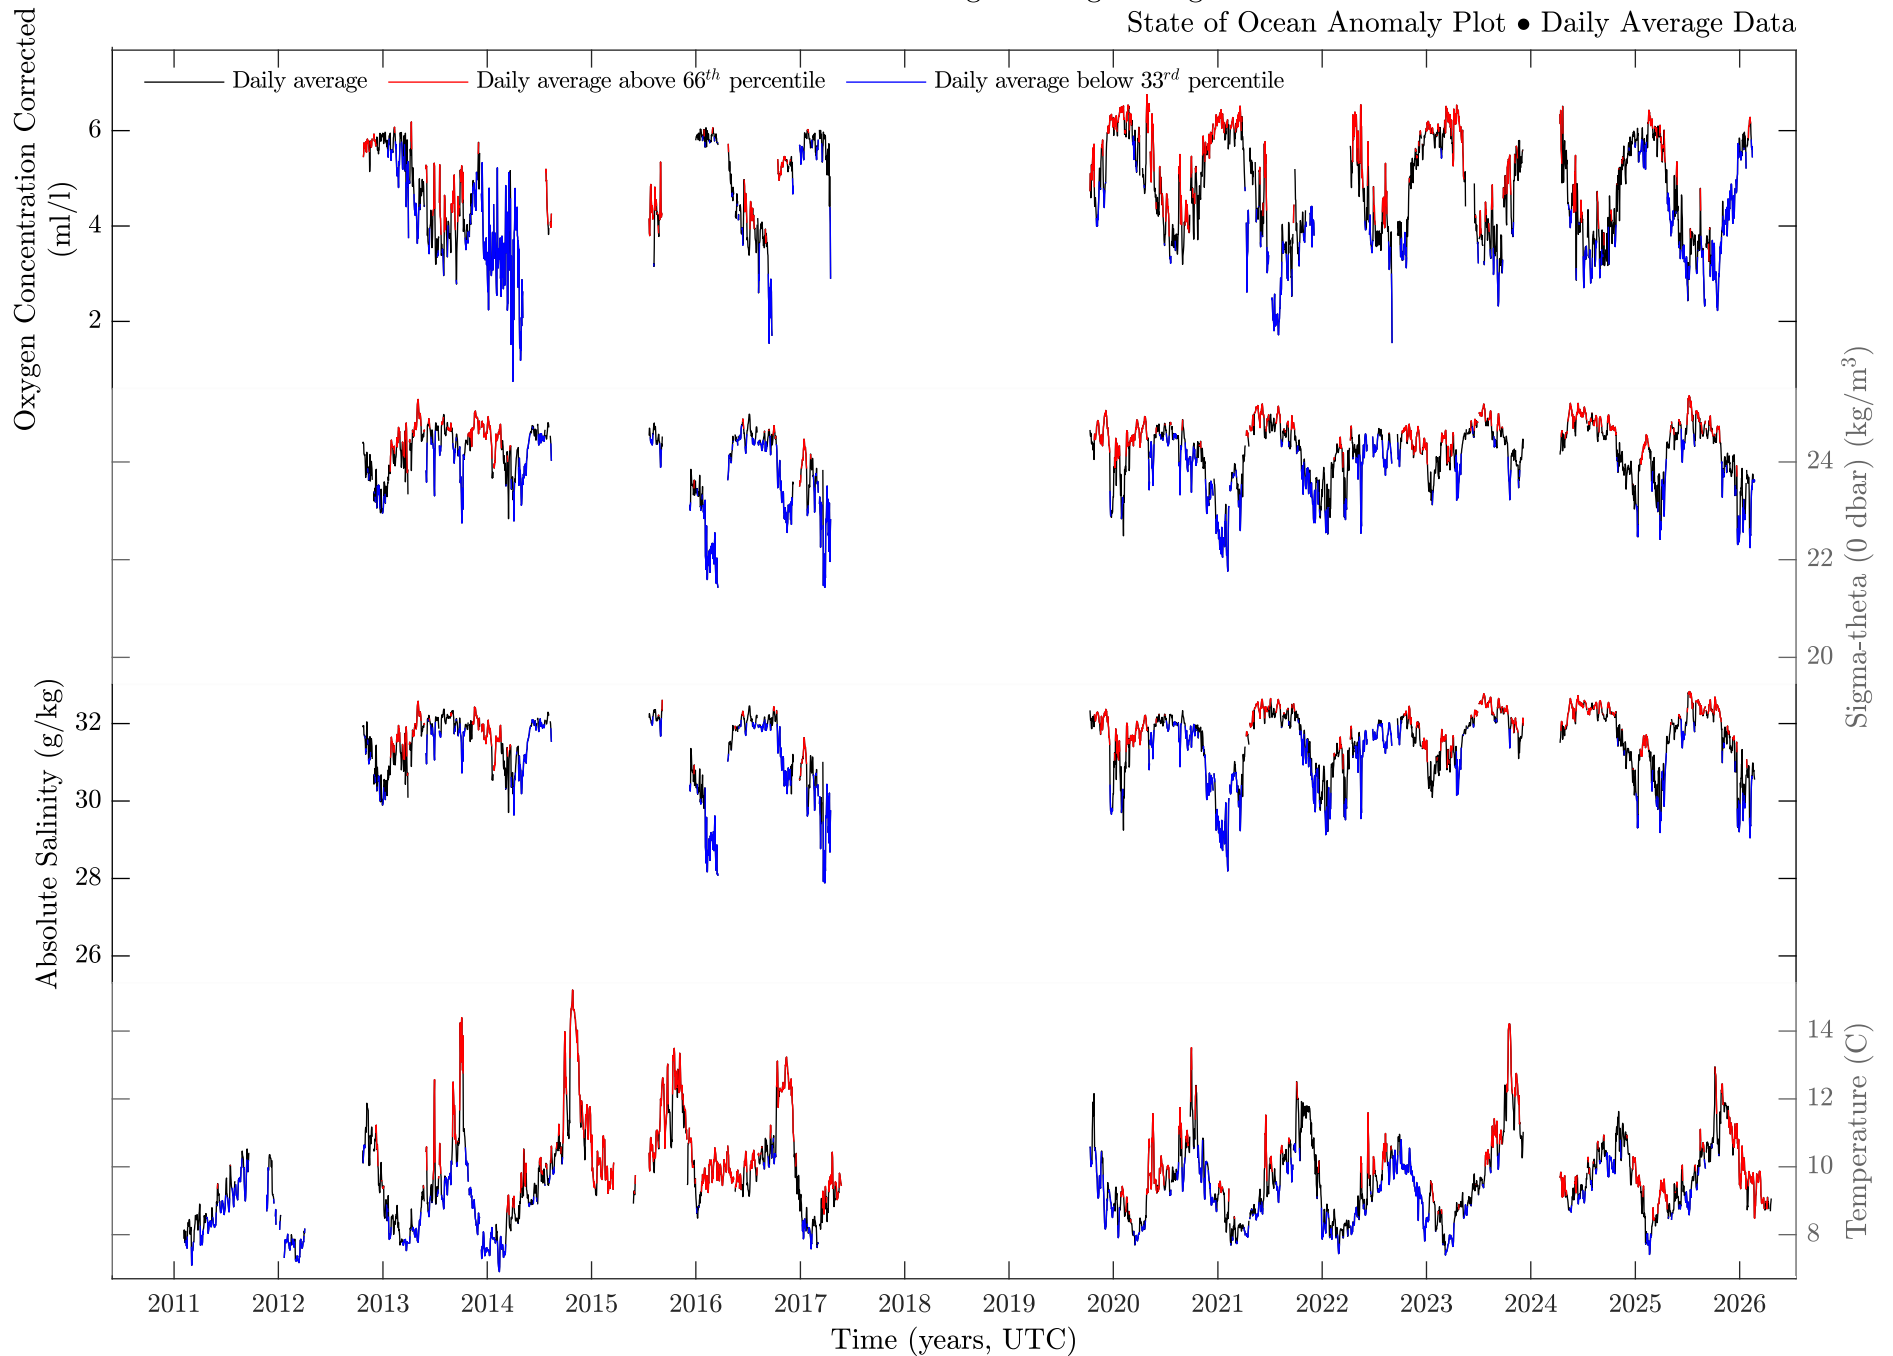 State of Ocean Anomaly Plot • Daily Average Data
Daily average
Daily average above 66th percentile
Daily average below 33rd percentile
Oxygen Concentration Corrected
(ml/l)
6
4
2
Sigma-theta (0 dbar) (kg/m3)
24
22
20
Absolute Salinity (g/kg)
32
30
28
26
Temperature (C)
14
12
10
8
2011 2012 2013 2014 2015 2016 2017 2018 2019 2020 2021 2022 2023 2024 2025 2026
Time (years, UTC)